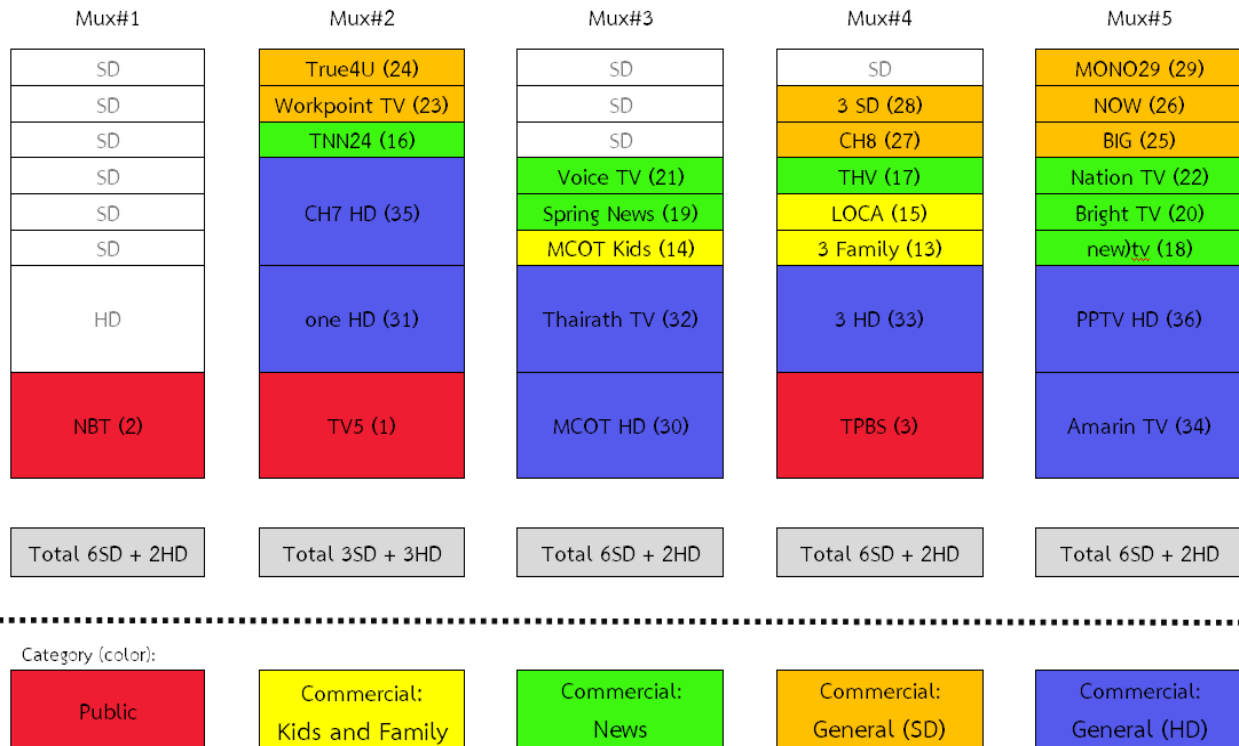 Mux#1
SD
SD
SD
SD
SD
SD
HD
NBT (2)
Total 6SD + 2HD
Mux#2
True4U (24)
Workpoint TV (23)
TNN24 (16)
CH7 HD (35)
one HD (31)
TV5 (1)
Total 3SD + 3HD
Mux#3
SD
SD
SD
Voice TV (21)
Spring News (19)
MCOT Kids (14)
Thairath TV (32)
MCOT HD (30)
Total 6SD + 2HD
Mux#4
SD
3 SD (28)
CH8 (27)
THV (17)
LOCA (15)
3 Family (13)
3 HD (33)
TPBS (3)
Total 6SD + 2HD
Mux#5
MONO29 (29)
NOW (26)
BIG (25)
Nation TV (22)
Bright TV (20)
new)tv (18)
PPTV HD (36)
Amarin TV (34)
Total 6SD + 2HD
Category (color):
Public
Commercial:
Kids and Family
Commercial:
News
Commercial:
General (SD)
Commercial:
General (HD)